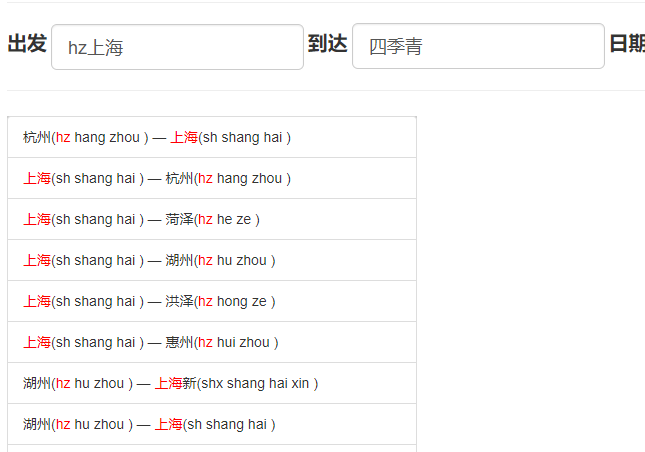 出发 hz上海 到达 四季青 日期
杭州(hz hang zhou ) — 上海(sh shang hai )
上海(sh shang hai ) — 杭州(hz hang zhou )
上海(sh shang hai ) — 菏泽(hz he ze )
上海(sh shang hai ) — 湖州(hz hu zhou )
上海(sh shang hai ) — 洪泽(hz hong ze )
上海(sh shang hai ) — 惠州(hz hui zhou )
湖州(hz hu zhou ) — 上海新(shx shang hai xin )
湖州(hz hu zhou ) — 上海(sh shang hai )